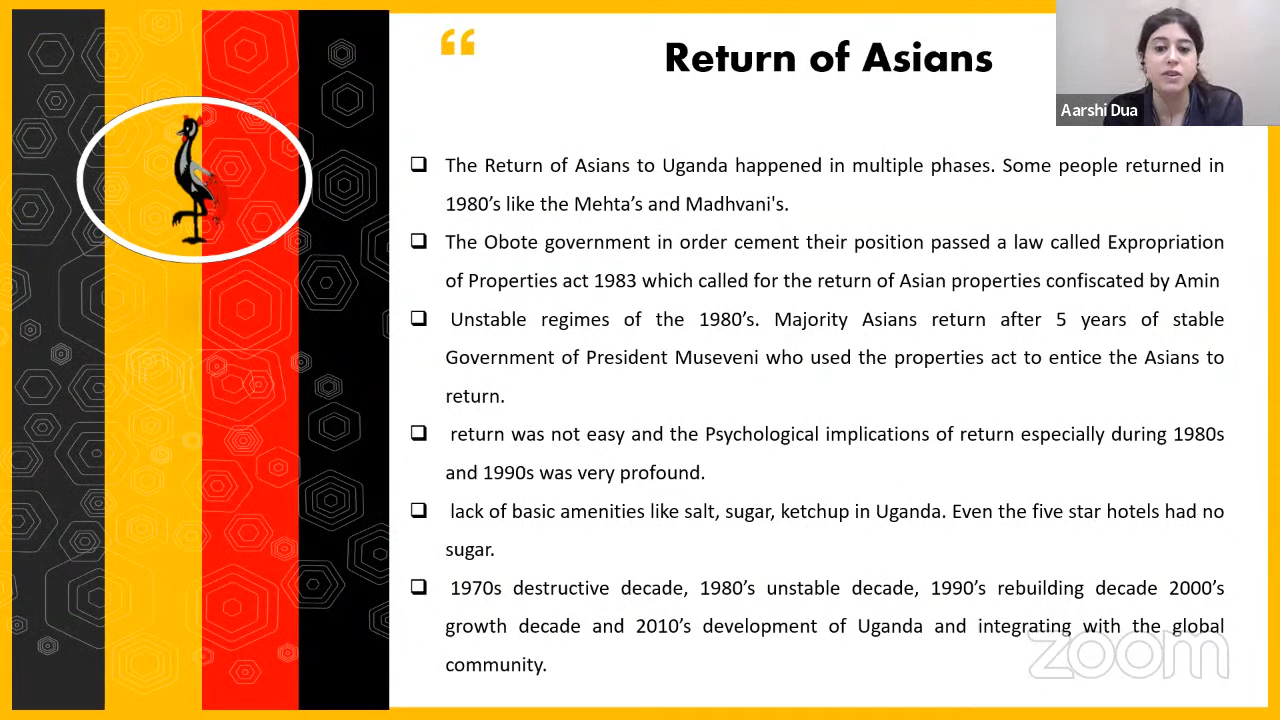 Return of Asians
Aarshi Dua
The Return of Asians to Uganda happened in multiple phases. Some people returned in
1980's like the Mehta's and Madhvani's.
The Obote government in order cement their position passed a law called Expropriation
of Properties act 1983 which called for the return of Asian properties confiscated by Amin
Unstable regimes of the 1980's. Majority Asians return after 5 years of stable
Government of President Museveni who used the properties act to entice the Asians to
return.
return was not easy and the Psychological implications of return especially during 1980s
and 1990s was very profound.
lack of basic amenities like salt, sugar, ketchup in Uganda. Even the five star hotels had no
sugar.
1970s destructive decade, 1980's unstable decade, 1990's rebuilding decade 2000's
growth decade and 2010's development of Uganda and integrating with the global
community.
zoom